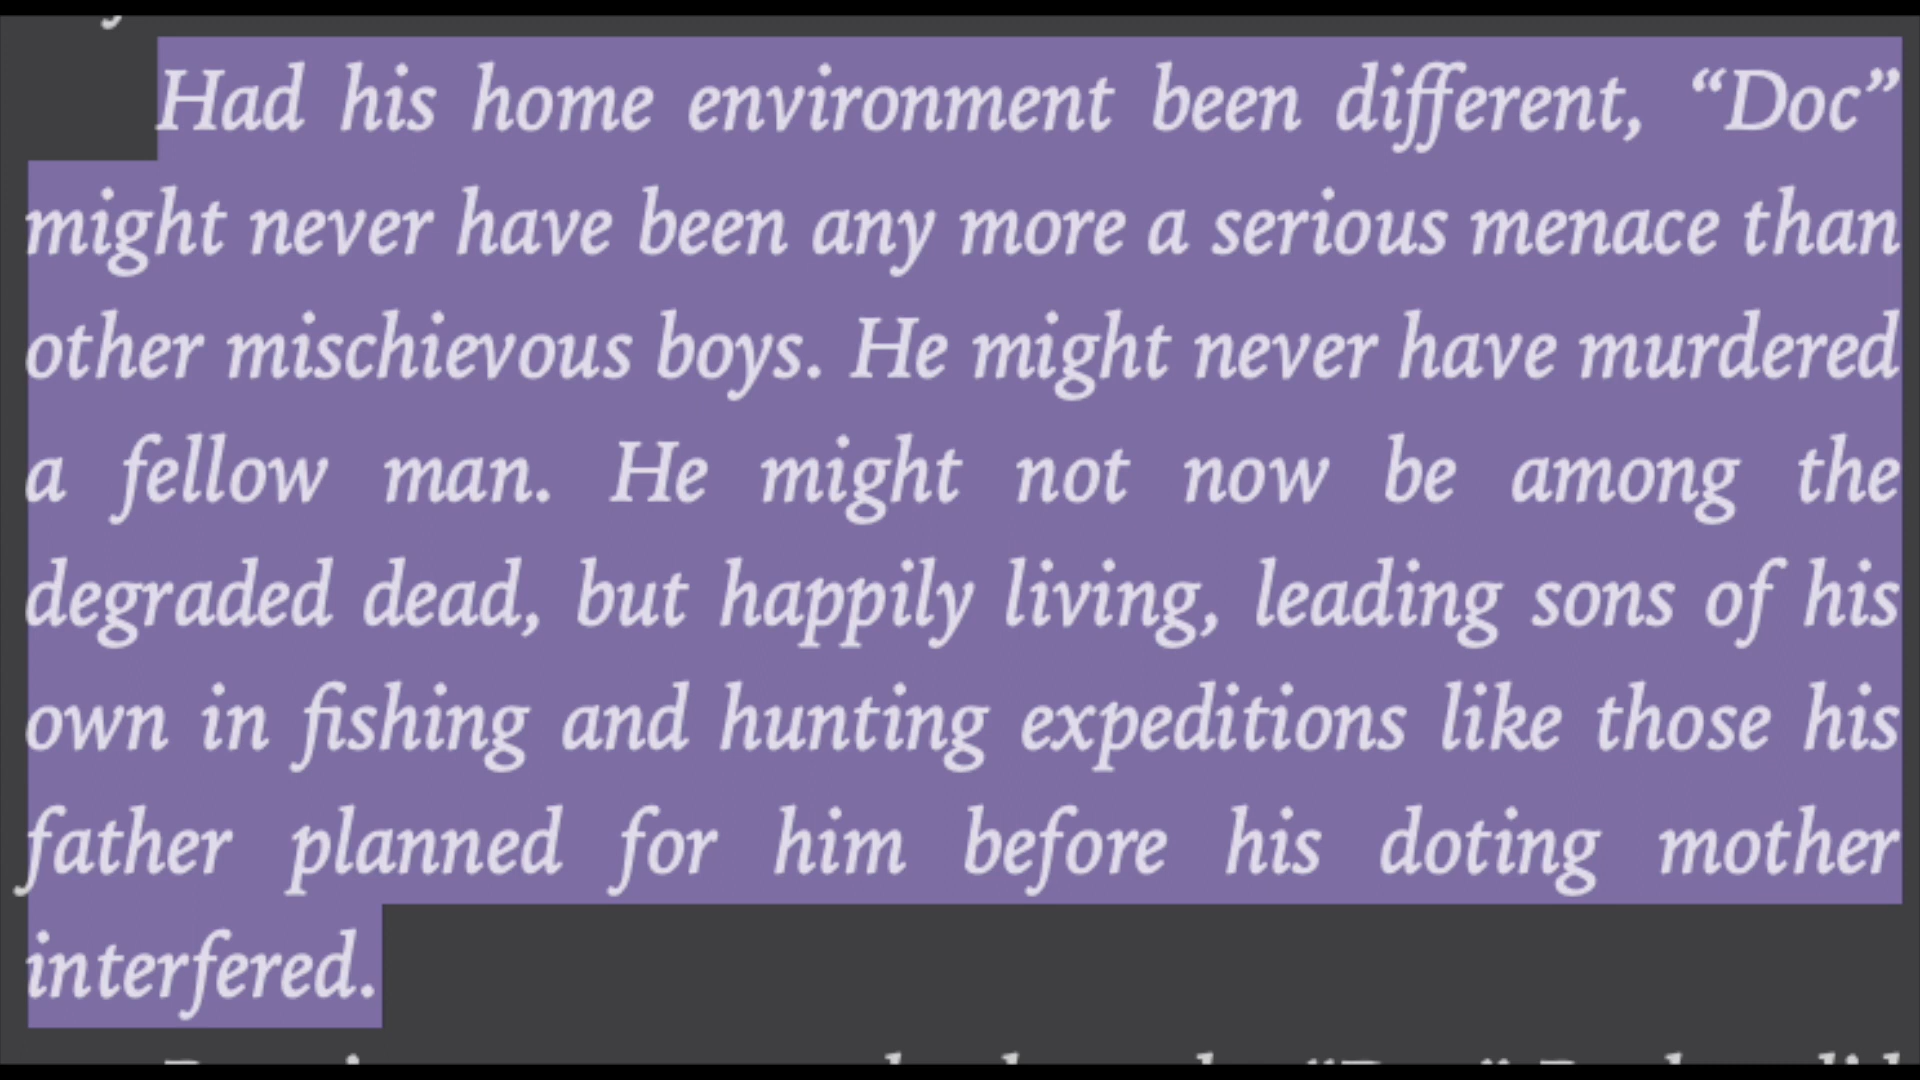 Had his home environment been different, “Doc”
might never have been any more a serious menace than
other mischievous boys. He might never have murdered
a fellow man. He might not now be among the
degraded dead, but happily living, leading sons of his
own in fishing and hunting expeditions like those his
father planned for him before his doting mother
interfered.